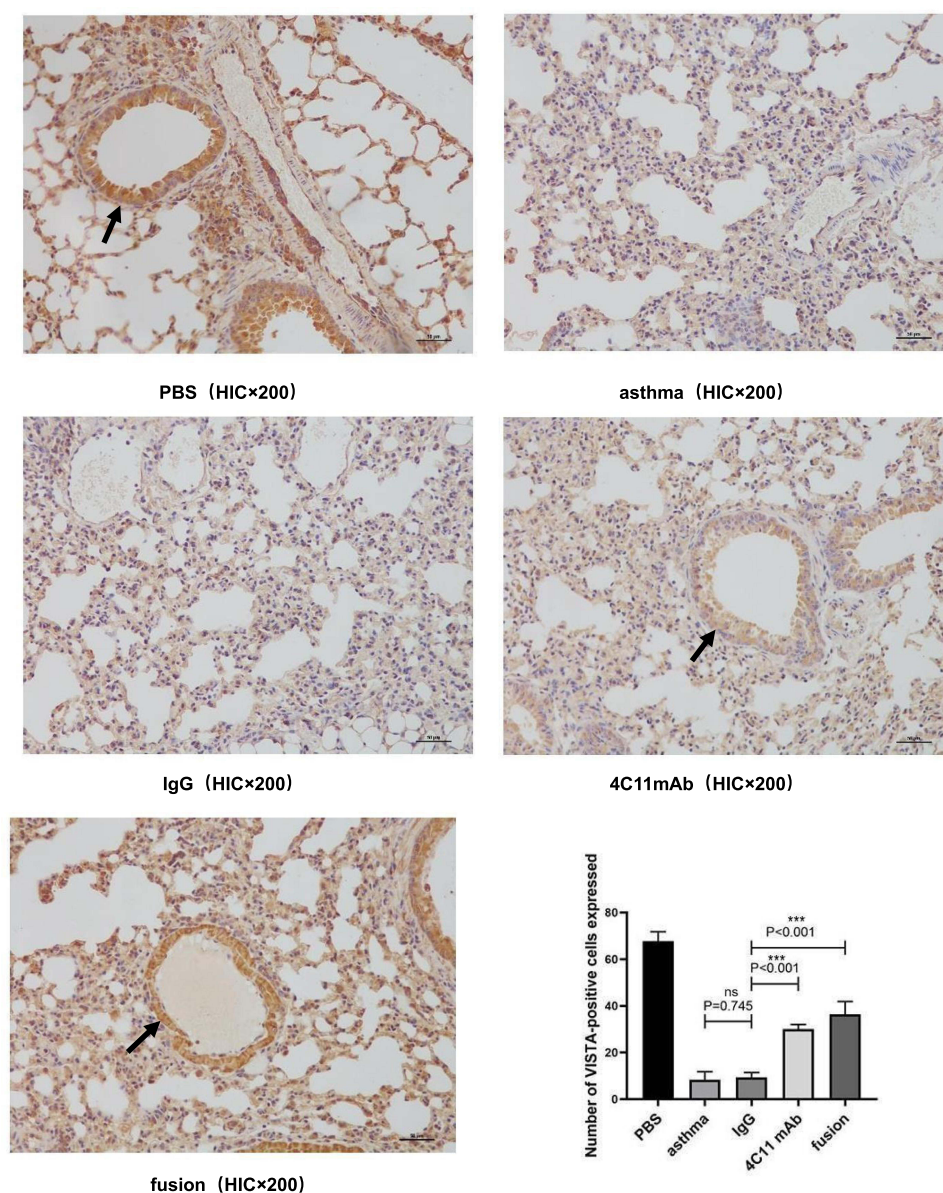 PBS（HIC×200）
asthma（HIC×200）
IgG（HIC×200）
4C11mAb（HIC×200）
fusion（HIC×200）
Number of VISTA-positive cells expressed
80
60
40
20
0
***
P<0.001
***
P<0.001
ns
P=0.745
PBS
asthma
IgG
4C11 mAb
fusion